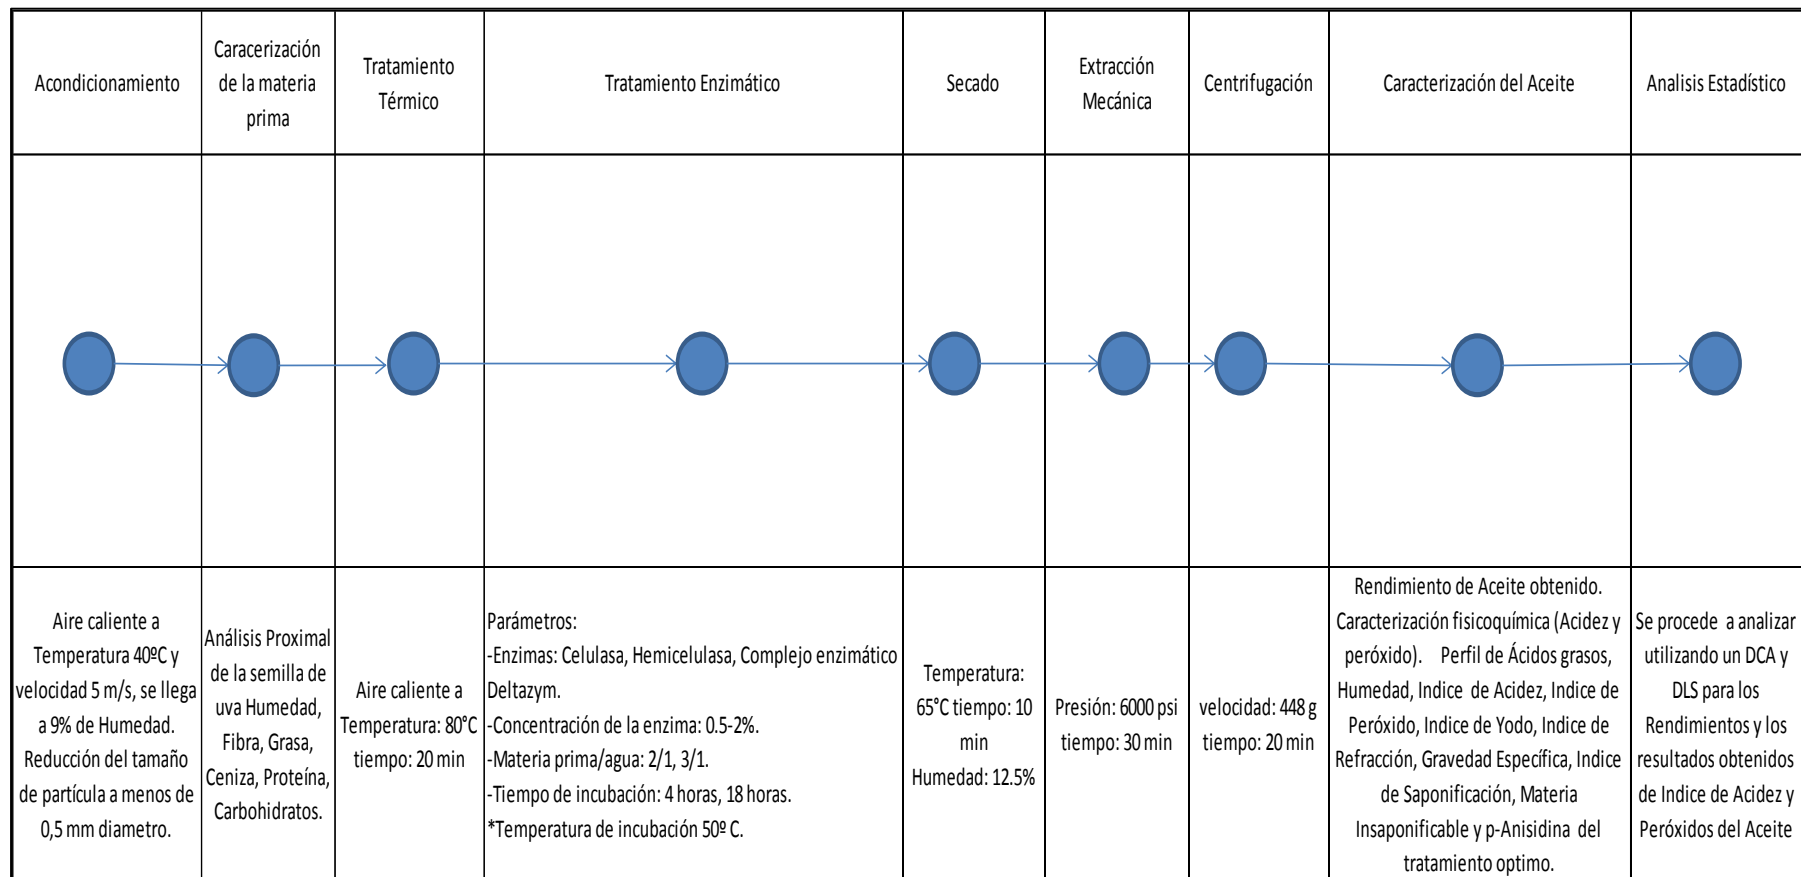 Acondicionamiento
Caracerización
de la materia
prima
Tratamiento
Térmico
Tratamiento Enzimático
Secado
Extracción
Mecánica
Centrifugación
Caracterización del Aceite
Analisis Estadístico
Aire caliente a
Temperatura 40ºC y
velocidad 5 m/s, se llega
a 9% de Humedad.
Reducción del tamaño
de partícula a menos de
0,5 mm diametro.
Análisis Proximal
de la semilla de
uva Humedad,
Fibra, Grasa,
Ceniza, Proteína,
Carbohidratos.
Aire caliente a
Temperatura: 80°C
tiempo: 20 min
Parámetros:
-Enzimas: Celulasa, Hemicelulasa, Complejo enzimático
Deltazym.
-Concentración de la enzima: 0.5-2%.
-Materia prima/agua: 2/1, 3/1.
-Tiempo de incubación: 4 horas, 18 horas.
*Temperatura de incubación 50º C.
Temperatura:
65°C tiempo: 10
min
Humedad: 12.5%
Presión: 6000 psi
tiempo: 30 min
velocidad: 448 g
tiempo: 20 min
Rendimiento de Aceite obtenido.
Caracterización fisicoquímica (Acidez y
peróxido). Perfil de Ácidos grasos,
Humedad, Indice de Acidez, Indice de
Peróxido, Indice de Yodo, Indice de
Refracción, Gravedad Específica, Indice
de Saponificación, Materia
Insaponificable y p-Anisidina del
tratamiento optimo.
Se procede a analizar
utilizando un DCA y
DLS para los
Rendimientos y los
resultados obtenidos
de Indice de Acidez y
Peróxidos del Aceite